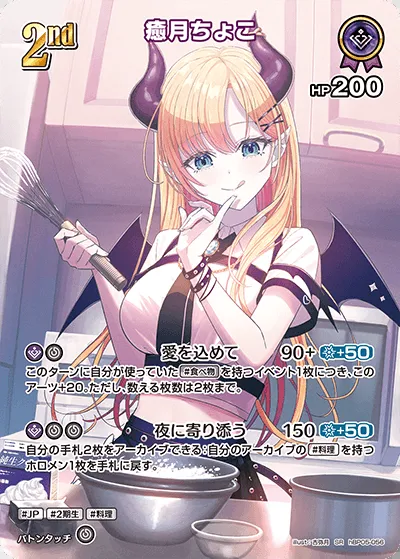 2nd
癒月ちょこ
HP200
愛を込めて 90+ +50
このターンに自分が使っていた #食べ物 を持つイベント1枚につき、この
アーツ+20。ただし、数える枚数は2枚まで。
夜に寄り添う 150 +50
自分の手札2枚をアーカイブできる:自分のアーカイブの #料理 を持つ
ホロメン1枚を手札に戻す。
#JP #2期生 #料理
バトンタッチ
SR hBP05-056